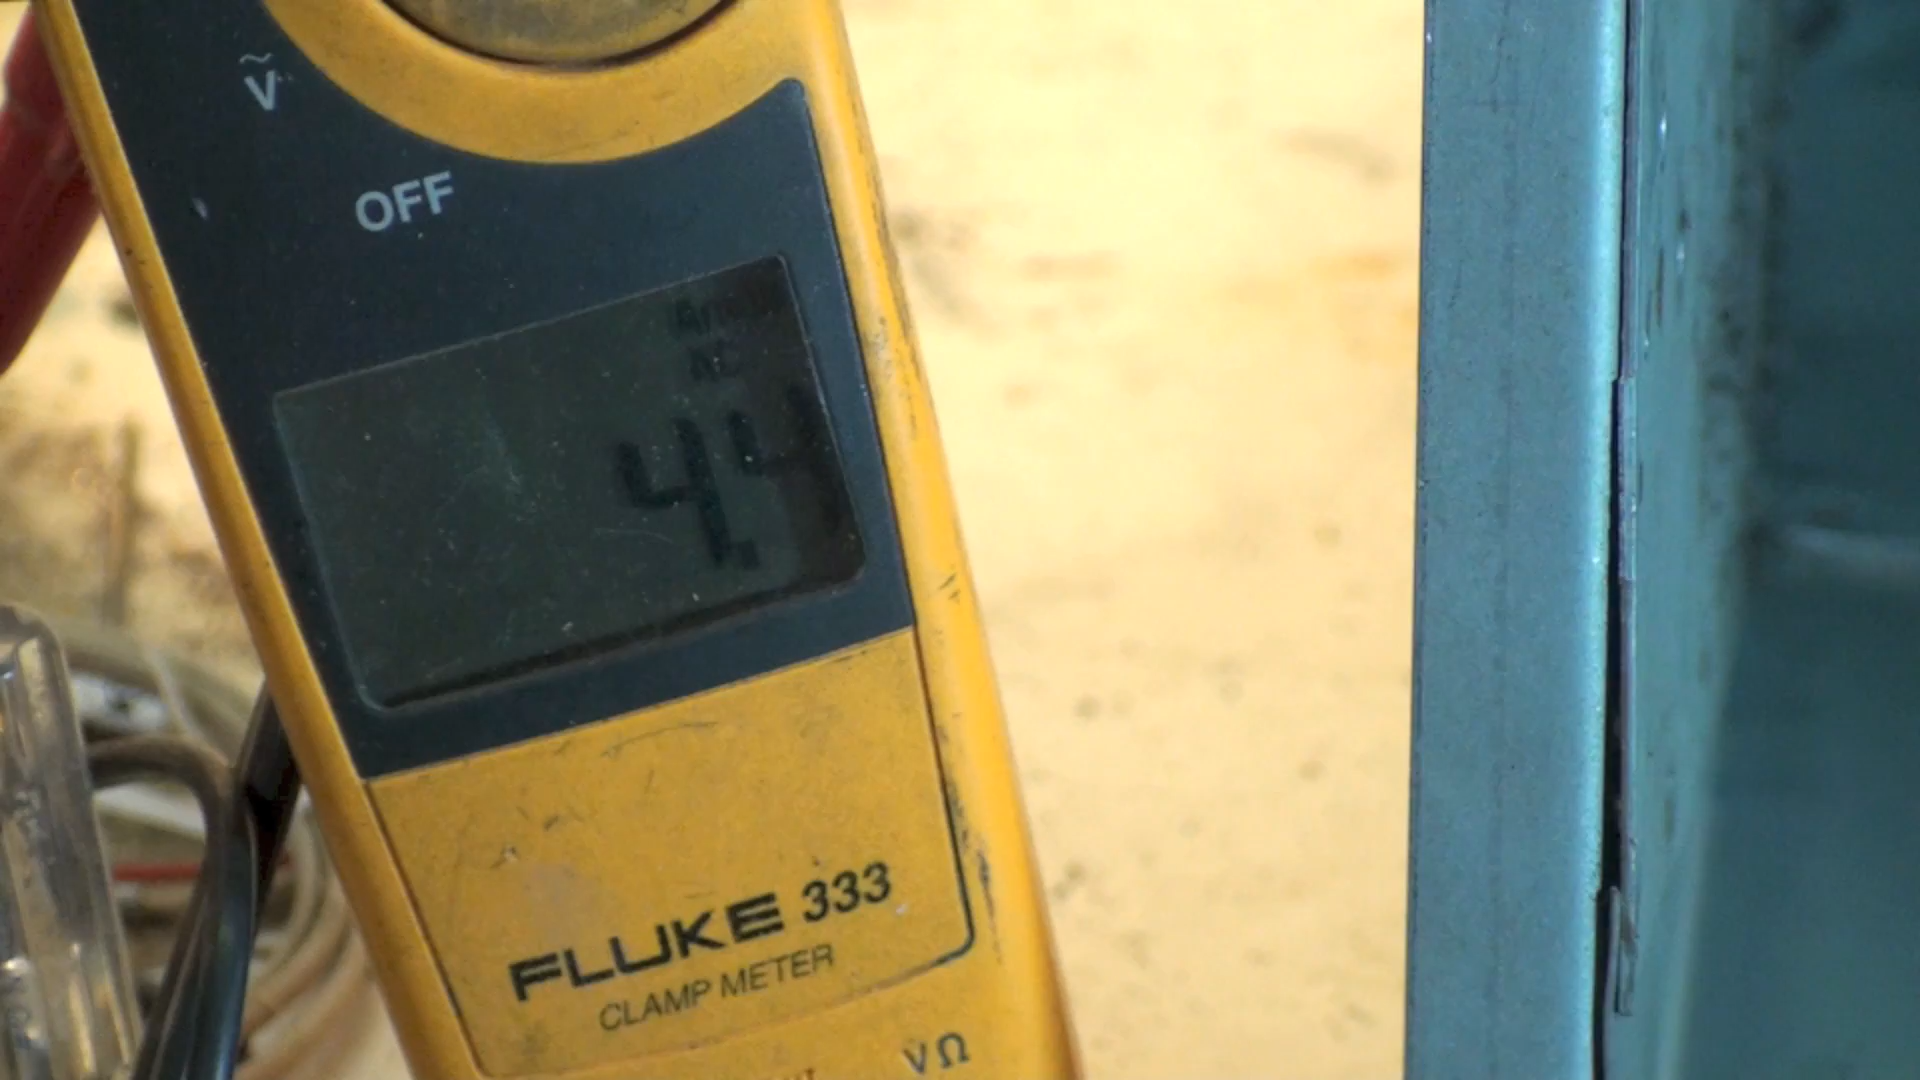 Ṽ
OFF
A
AC
4.4
FLUKE 333
CLAMP METER
VΩ